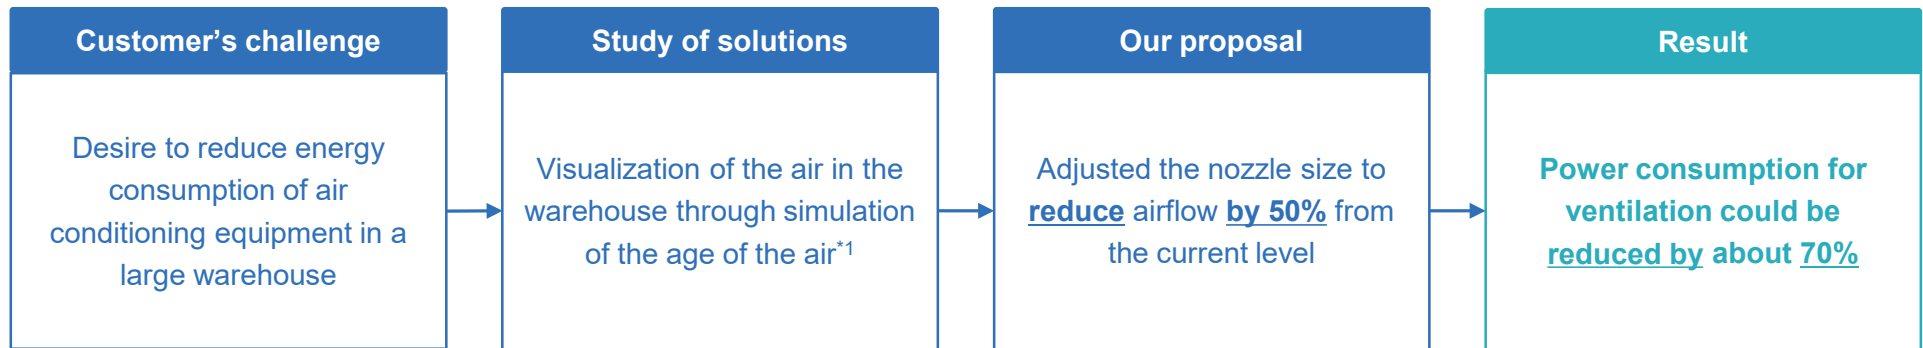 Customer’s challenge
Desire to reduce energy
consumption of air
conditioning equipment in a
large warehouse
Study of solutions
Visualization of the air in the
warehouse through simulation
of the age of the air*1
Our proposal
Adjusted the nozzle size to
reduce airflow by 50% from
the current level
Result
Power consumption for
ventilation could be
reduced by about 70%